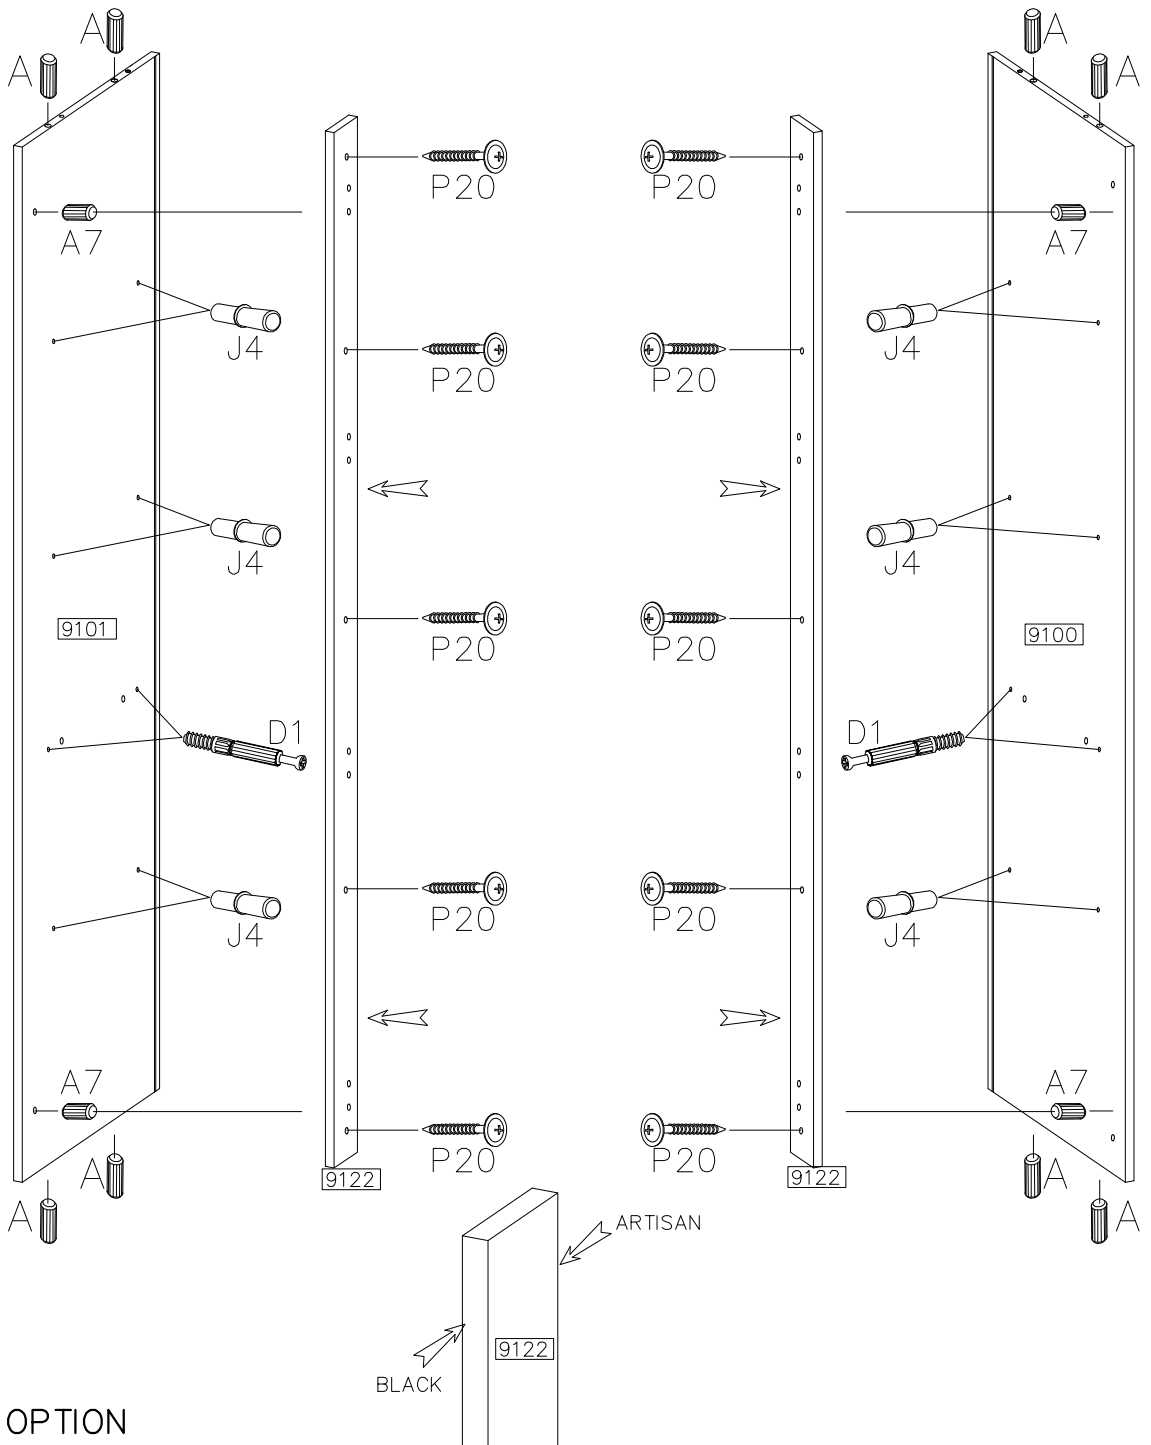 A A A A
P20 P20
A7 A7
J4 P20 P20 J4
J4 J4
9101 P20 P20 9100
D1 D1
J4 P20 P20 J4
A7 A7
A P20 P20 A
A 9122 9122 A
ARTISAN
9122
BLACK
OPTION